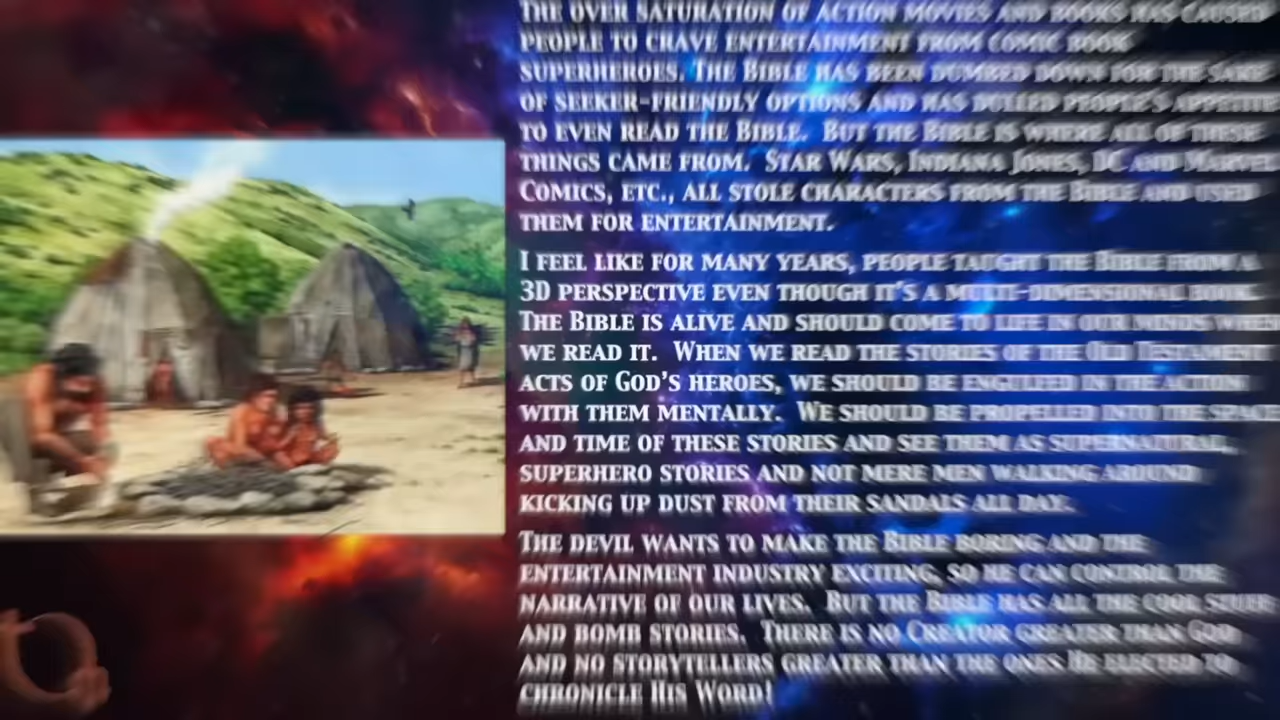 The over saturation of action movies and books has caused
people to crave entertainment from comic book
superheroes. The Bible has been dumbed down for the sake
of seeker-friendly options and has dulled people's appetite
to even read the Bible. But the Bible is where all of these
things came from. Star Wars, Indiana Jones, DC and Marvel
Comics, etc., all stole characters from the Bible and used
them for entertainment.
I feel like for many years, people taught the Bible from a
3D perspective even though it's a multi-dimensional book.
The Bible is alive and should come to life in our minds when
we read it. When we read the stories of the Old Testament
acts of God's heroes, we should be engulfed in the action
with them mentally. We should be propelled into the space
and time of these stories and see them as supernatural,
superhero stories and not mere men walking around
kicking up dust from their sandals all day.
The devil wants to make the Bible boring and the
entertainment industry exciting, so he can control the
narrative of our lives. But the Bible has all the cool stuff
and bomb stories. There is no Creator greater than God
and no storytellers greater than the ones He elected to
chronicle His Word!